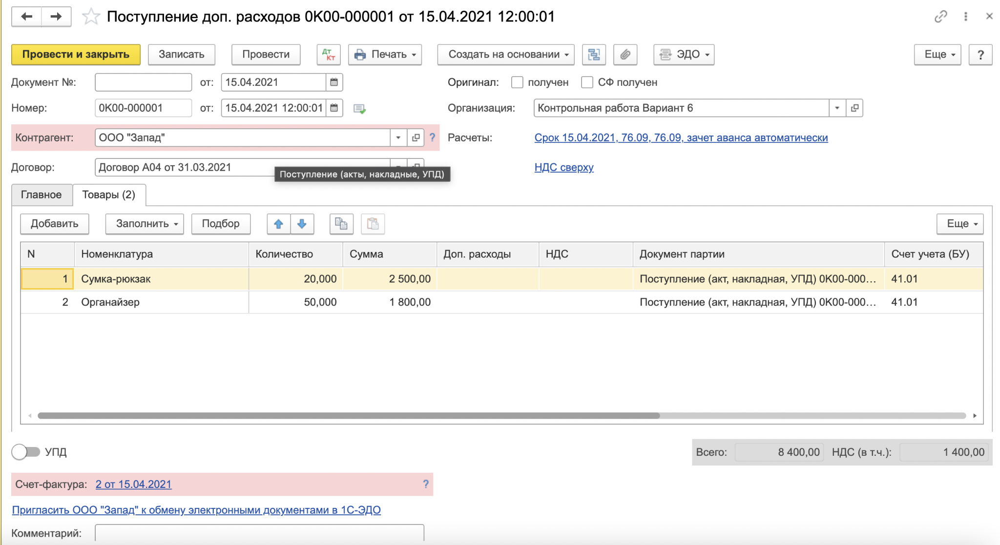 Поступление доп. расходов 0К00-000001 от 15.04.2021 12:00:01
Провести и закрыть Записать Провести Дт Кт Печать Создать на основании ЭДО Еще ?
Документ №: от: 15.04.2021 Оригинал: получен СФ получен
Номер: 0К00-000001 от: 15.04.2021 12:00:01 Организация: Контрольная работа Вариант 6
Контрагент: ООО "Запад" ? Расчеты: Срок 15.04.2021, 76.09, 76.09, зачет аванса автоматически
Договор: Договор А04 от 31.03.2021 НДС сверху
Поступление (акты, накладные, УПД)
Главное Товары (2)
Добавить Заполнить Подбор Еще
N Номенклатура Количество Сумма Доп. расходы НДС Документ партии Счет учета (БУ)
1 Сумка-рюкзак 20,000 2 500,00 Поступление (акт, накладная, УПД) 0К00-000... 41.01
2 Органайзер 50,000 1 800,00 Поступление (акт, накладная, УПД) 0К00-000... 41.01
УПД Всего: 8 400,00 НДС (в т.ч.): 1 400,00
Счет-фактура: 2 от 15.04.2021 ?
Пригласить ООО "Запад" к обмену электронными документами в 1С-ЭДО
Комментарий: